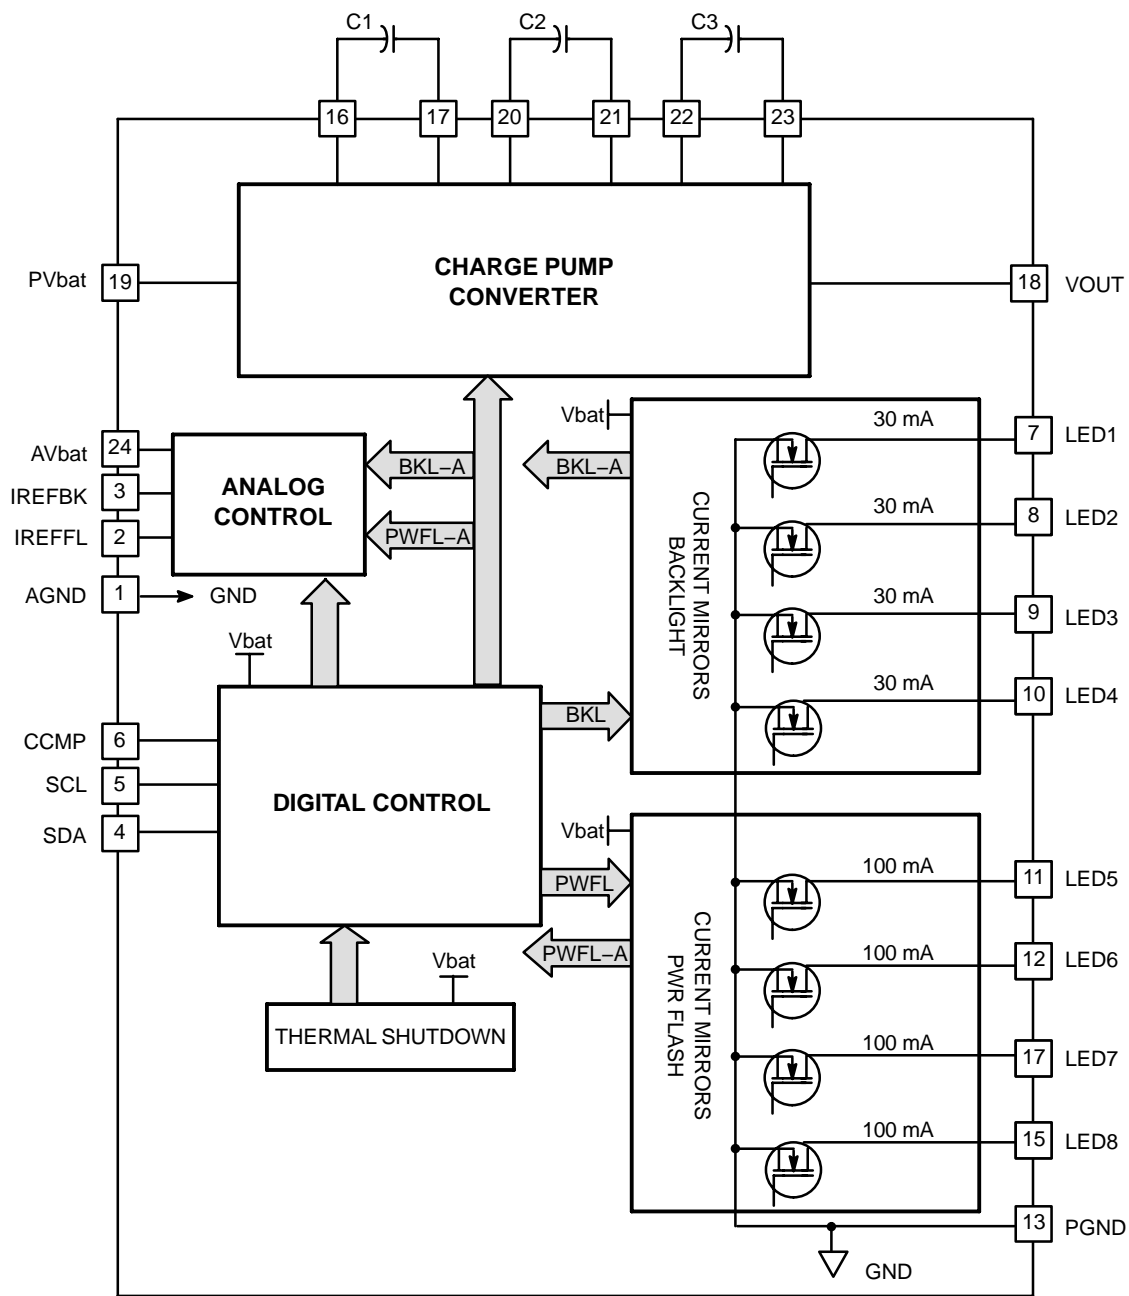 C1
C2
C3
16
17
20
21
22
23
CHARGE PUMP
CONVERTER
PVbat
19
18
VOUT
Vbat
30 mA
7
LED1
AVbat
24
ANALOG
CONTROL
BKL–A
BKL–A
IREFBK
3
30 mA
8
LED2
IREFFL
2
PWFL–A
CURRENT MIRRORS
BACKLIGHT
AGND
1
GND
30 mA
9
LED3
Vbat
30 mA
10
LED4
BKL
CCMP
6
SCL
5
DIGITAL CONTROL
SDA
4
Vbat
PWFL
100 mA
11
LED5
PWFL–A
CURRENT MIRRORS
PWR FLASH
Vbat
100 mA
12
LED6
THERMAL SHUTDOWN
100 mA
17
LED7
100 mA
15
LED8
13
PGND
GND